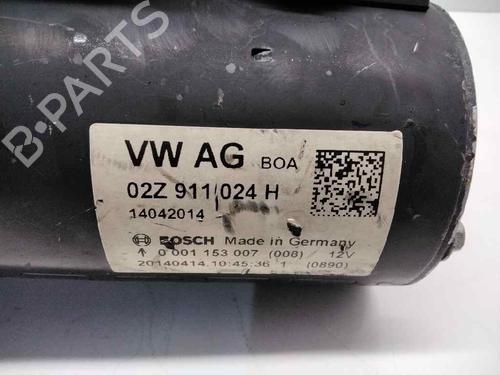 B-PARTS
VW AG BOA
02Z 911 024 H
14042014
BOSCH Made in Germany
↑ 0 001 153 007 (008) 12V
20140414.10:45:36 1 (0890)